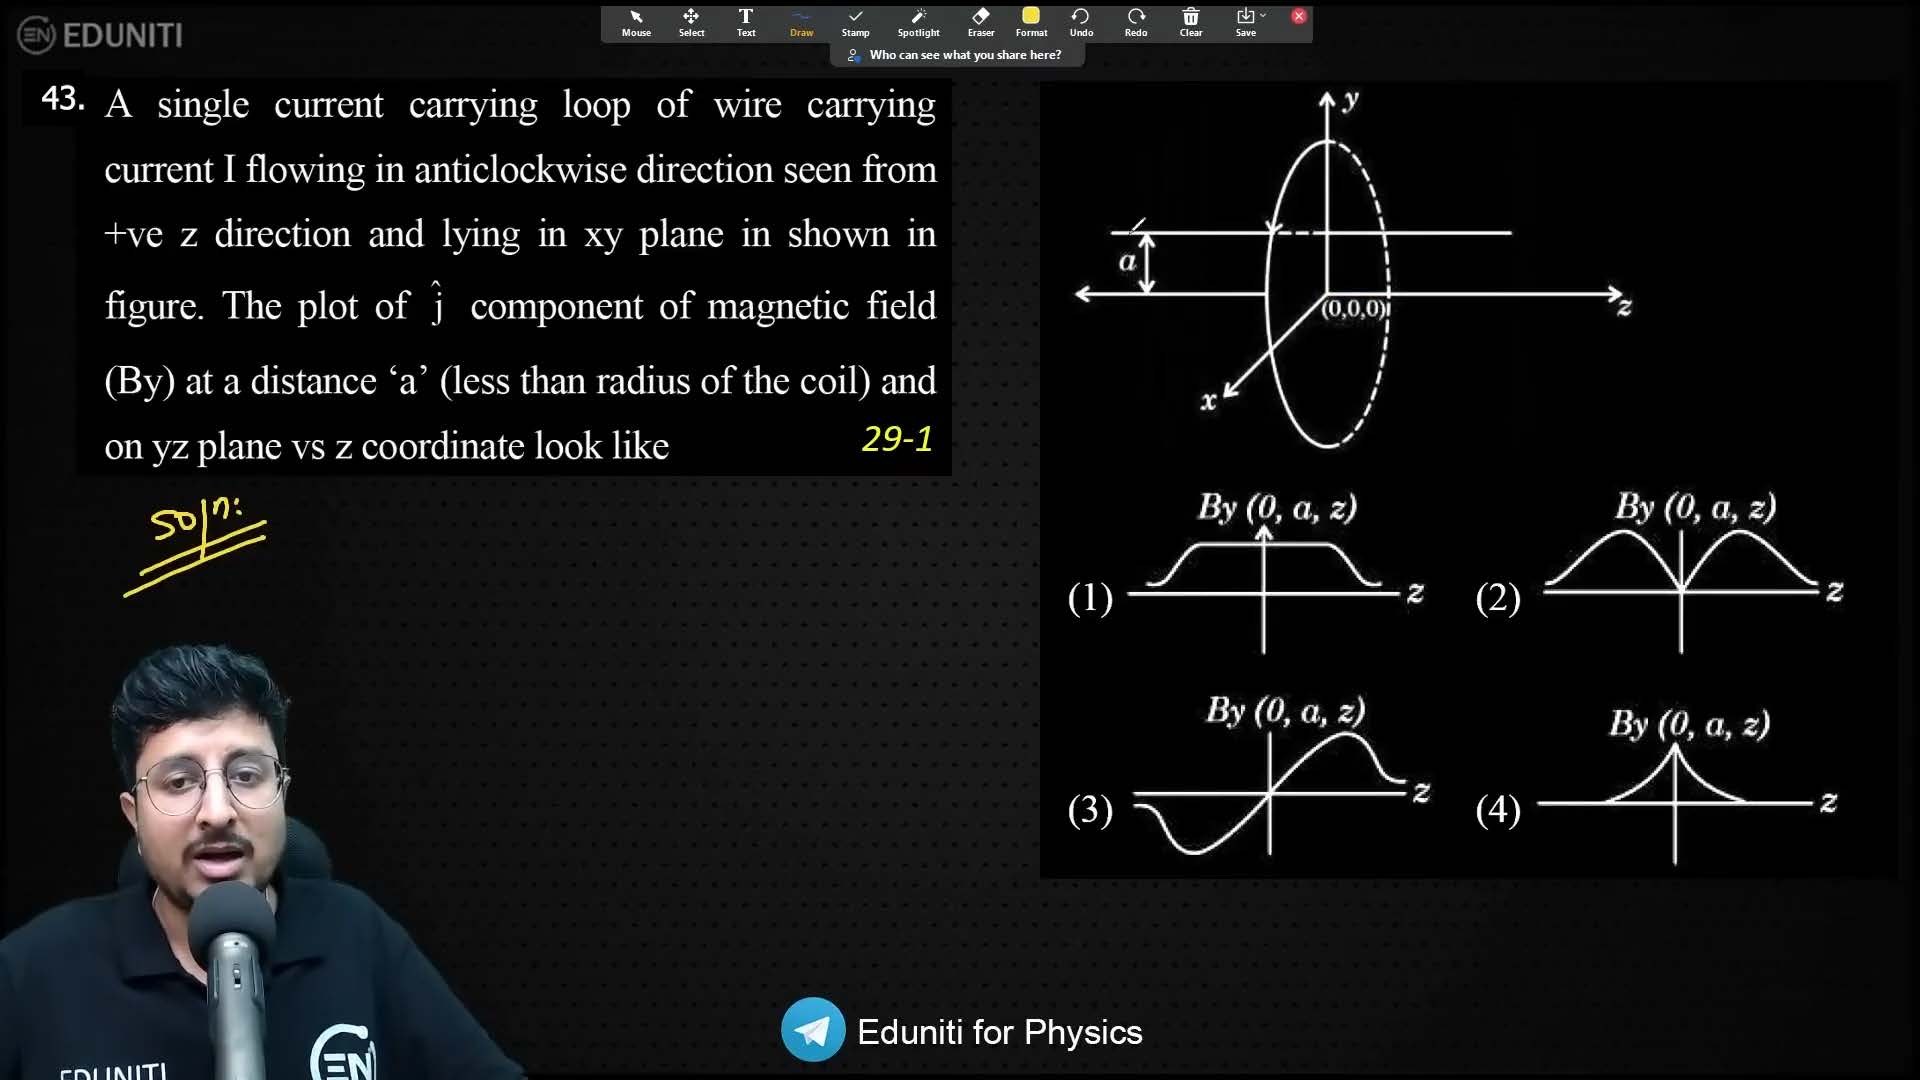 EN EDUNITI
Mouse Select Text Draw Stamp Spotlight Eraser Format Undo Redo Clear Save
Who can see what you share here?
43. A single current carrying loop of wire carrying
current I flowing in anticlockwise direction seen from
+ve z direction and lying in xy plane in shown in
figure. The plot of ĵ component of magnetic field
(By) at a distance ‘a’ (less than radius of the coil) and
on yz plane vs z coordinate look like
29-1
Soln:
y
a
(0,0,0)
z
x
By (0, a, z)
(1)
z
By (0, a, z)
(2)
z
By (0, a, z)
(3)
z
By (0, a, z)
(4)
z
EDUNITI
EN
Eduniti for Physics